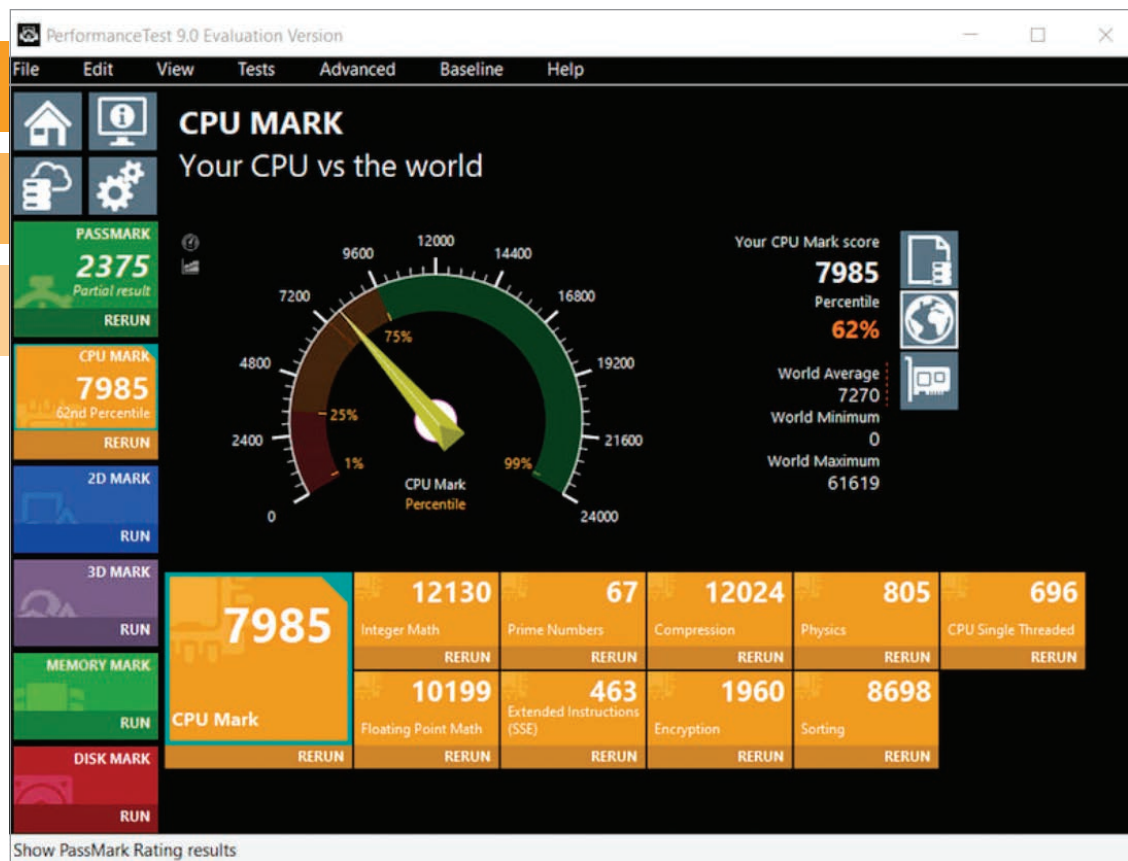 PerformanceTest 9.0 Evaluation Version
File Edit View Tests Advanced Baseline Help
CPU MARK
Your CPU vs the world
PASSMARK
2375
Partial result
RERUN
CPU MARK
7985
62nd Percentile
RERUN
2D MARK
RUN
3D MARK
RUN
MEMORY MARK
RUN
DISK MARK
RUN
0
2400
4800
7200
9600
12000
14400
16800
19200
21600
24000
1%
25%
75%
99%
CPU Mark
Percentile
Your CPU Mark score
7985
Percentile
62%
World Average
7270
World Minimum
0
World Maximum
61619
7985
CPU Mark
RERUN
12130
Integer Math
RERUN
67
Prime Numbers
RERUN
12024
Compression
RERUN
805
Physics
RERUN
696
CPU Single Threaded
RERUN
10199
Floating Point Math
RERUN
463
Extended Instructions
(SSE)
RERUN
1960
Encryption
RERUN
8698
Sorting
RERUN
Show PassMark Rating results